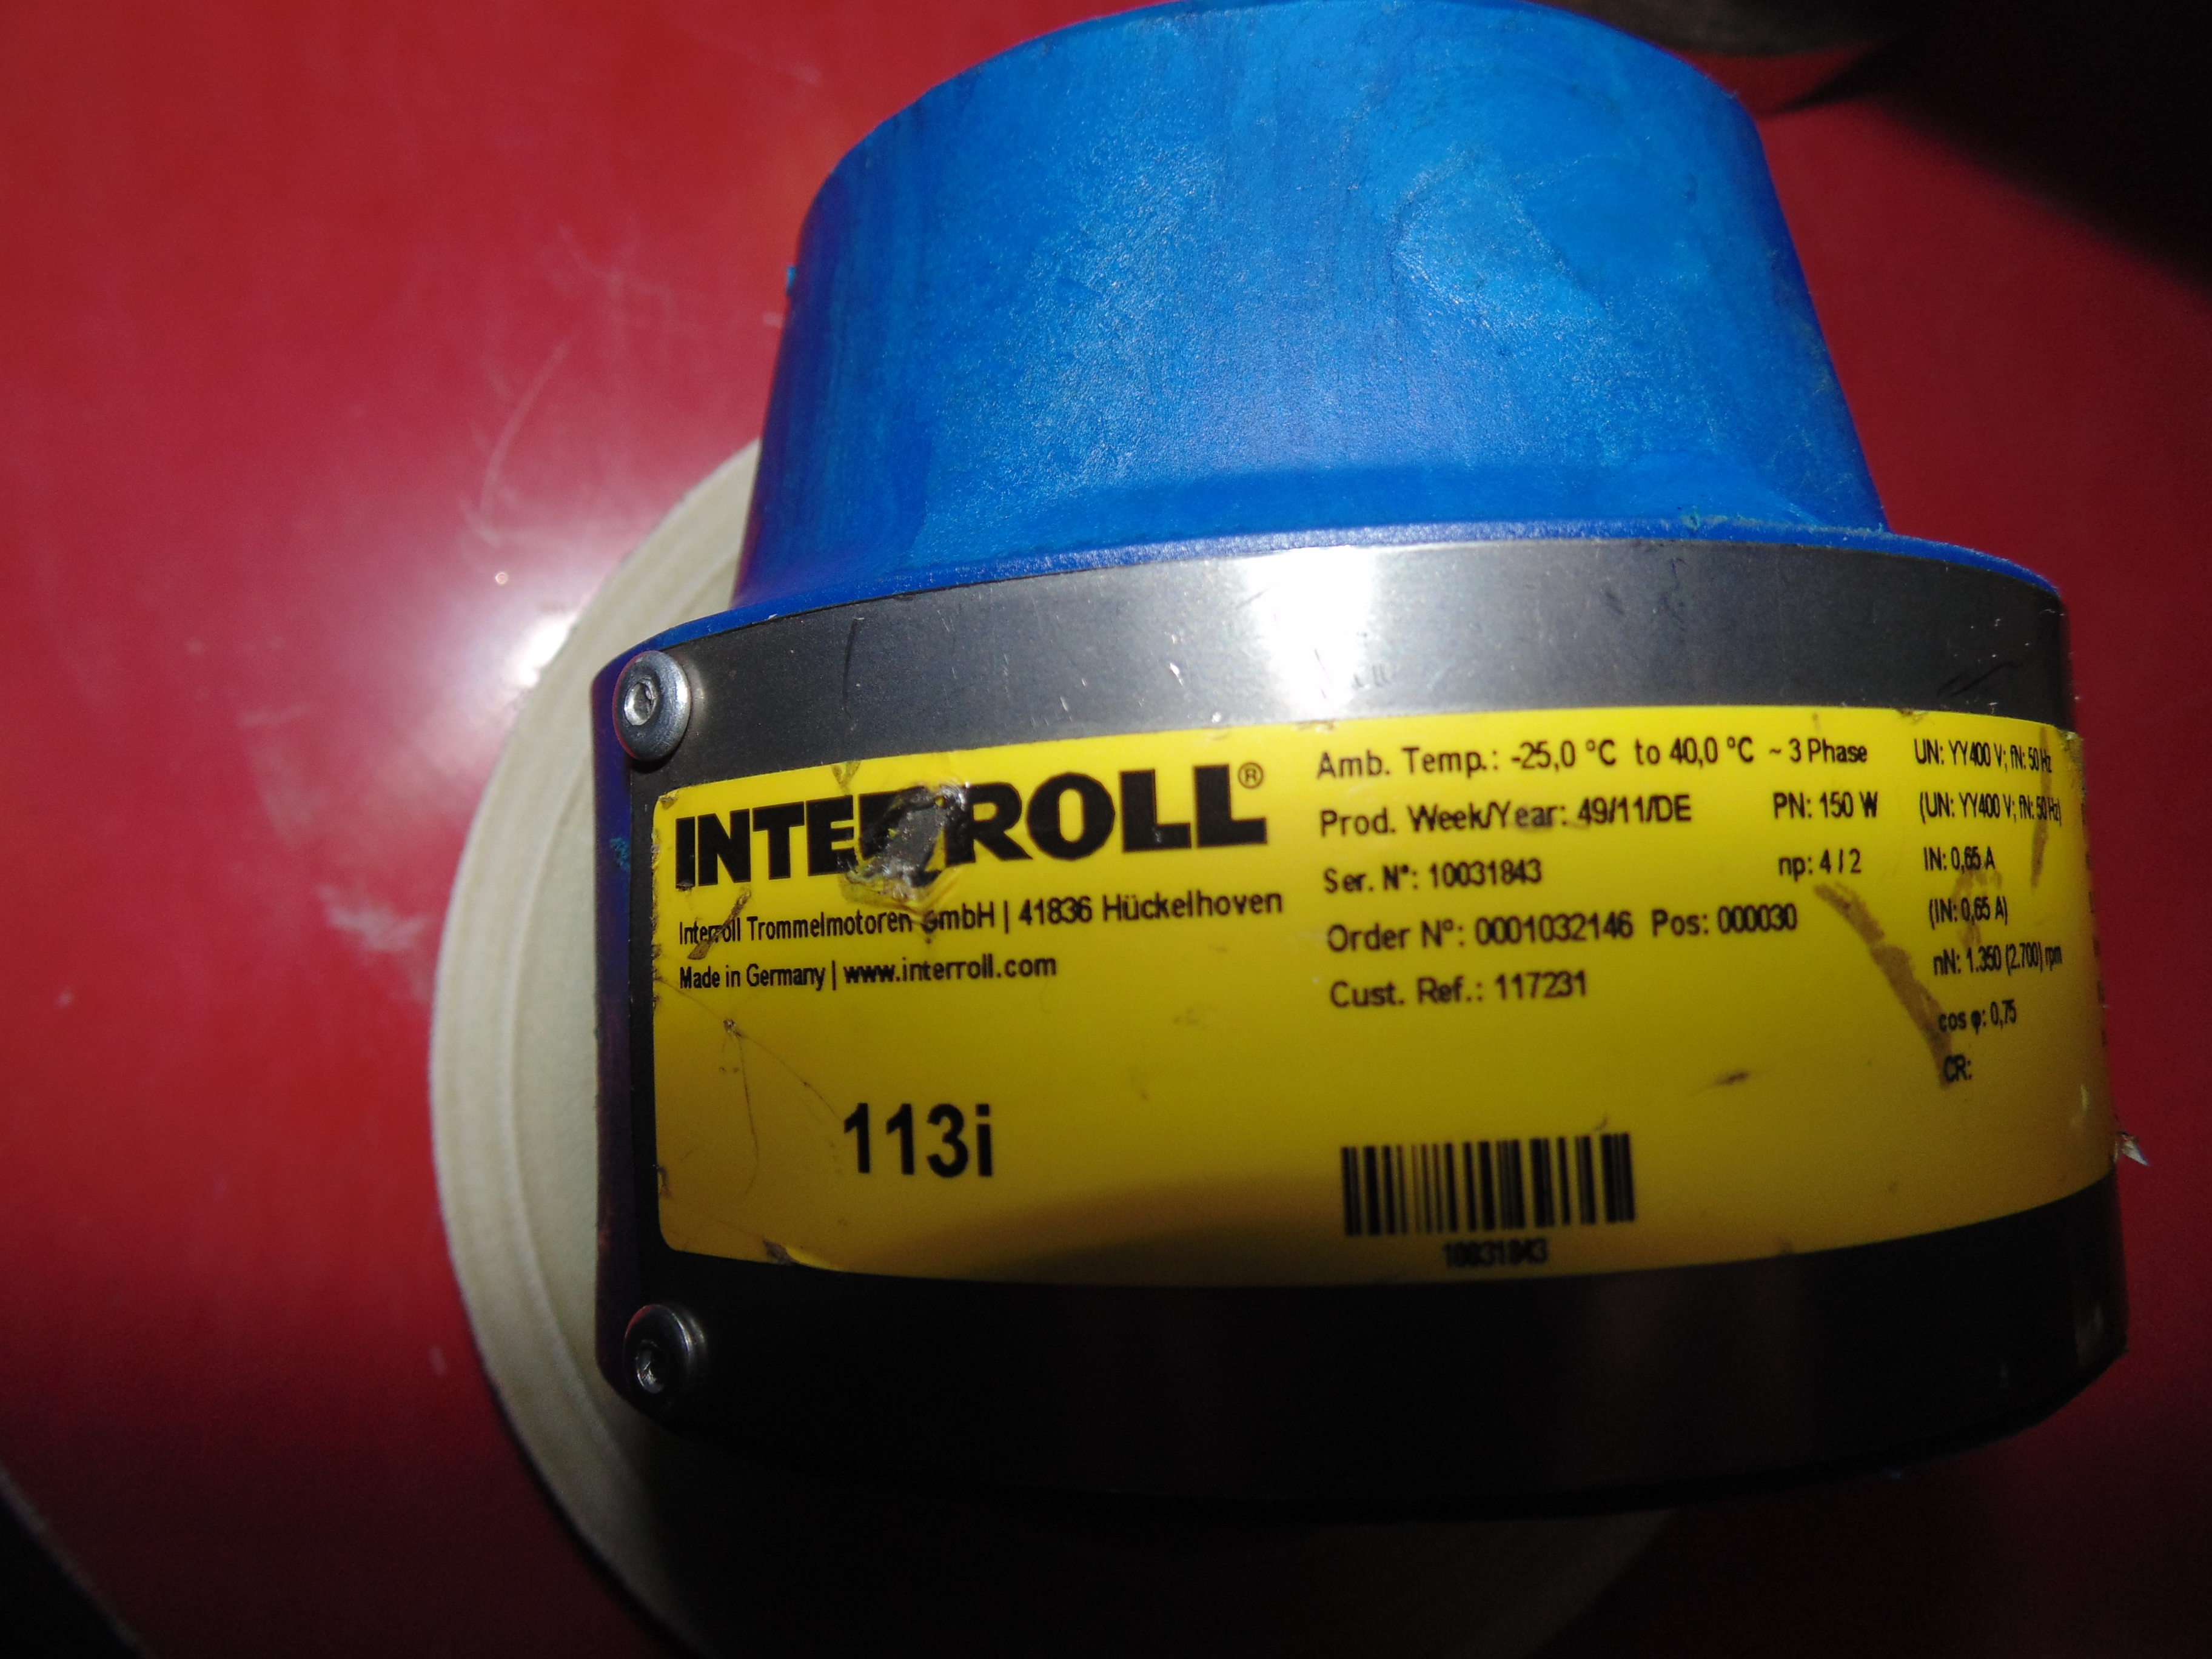 INTERROLL®
Interroll Trommelmotoren GmbH | 41836 Hückelhoven
Made in Germany | www.interroll.com
113i
Amb. Temp.: -25,0 °C to 40,0 °C ~ 3 Phase
Prod. Week/Year: 49/11/DE PN: 150 W
Ser. N°: 10031843 np: 4 / 2
Order N°: 0001032146 Pos: 000030
Cust. Ref.: 117231
10031843
UN: YY400 V; fN: 50 Hz
(UN: YY400 V; fN: 50 Hz)
IN: 0,65 A
(IN: 0,65 A)
nN: 1.350 (2.700) rpm
cos φ: 0,75
CR: